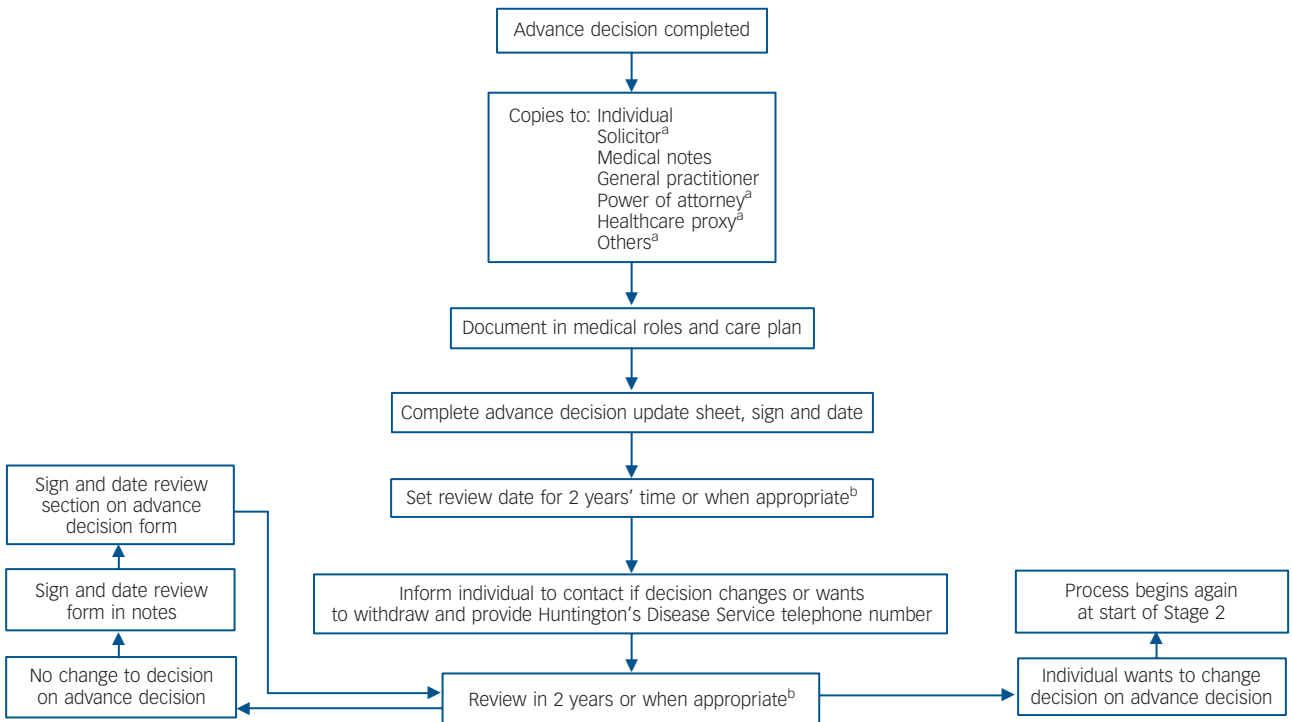 Advance decision completed
Copies to: Individual
Solicitorᵃ
Medical notes
General practitioner
Power of attorneyᵃ
Healthcare proxyᵃ
Othersᵃ
Document in medical roles and care plan
Complete advance decision update sheet, sign and date
Set review date for 2 years’ time or when appropriateᵇ
Inform individual to contact if decision changes or wants
to withdraw and provide Huntington’s Disease Service telephone number
Review in 2 years or when appropriateᵇ
No change to decision
on advance decision
Sign and date review
form in notes
Sign and date review
section on advance
decision form
Individual wants to change
decision on advance decision
Process begins again
at start of Stage 2